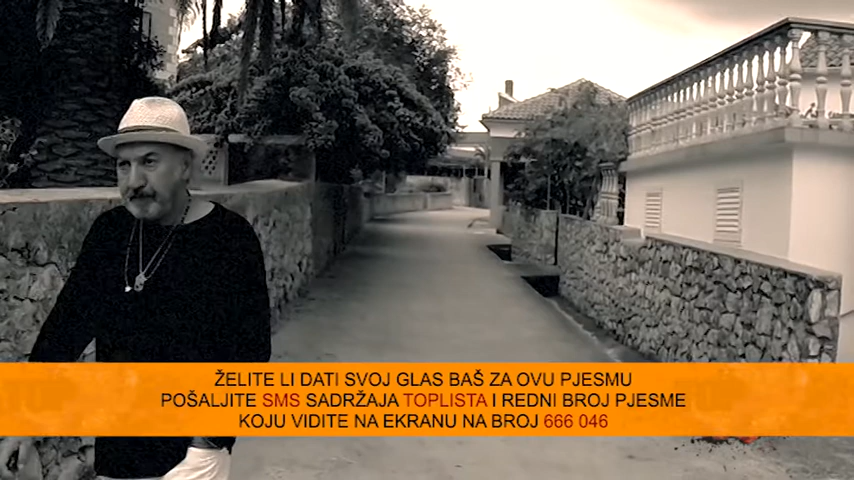 ŽELITE LI DATI SVOJ GLAS BAŠ ZA OVU PJESMU
POŠALJITE SMS SADRŽAJA TOPLISTA I REDNI BROJ PJESME
KOJU VIDITE NA EKRANU NA BROJ 666 046